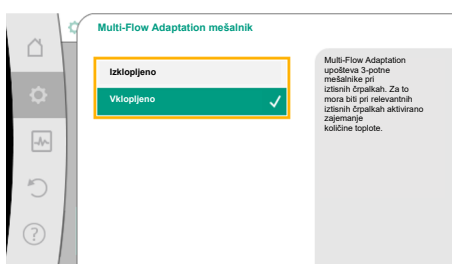 Multi-Flow Adaptation mešalnik
Izklopljeno
Vklopljeno
Multi-Flow Adaptation
upošteva 3-potne
mešalnike pri
iztisnih črpalkah. Za to
mora biti pri relevantnih
iztisnih črpalkah aktivirano
zajemanje
količine toplote.
?